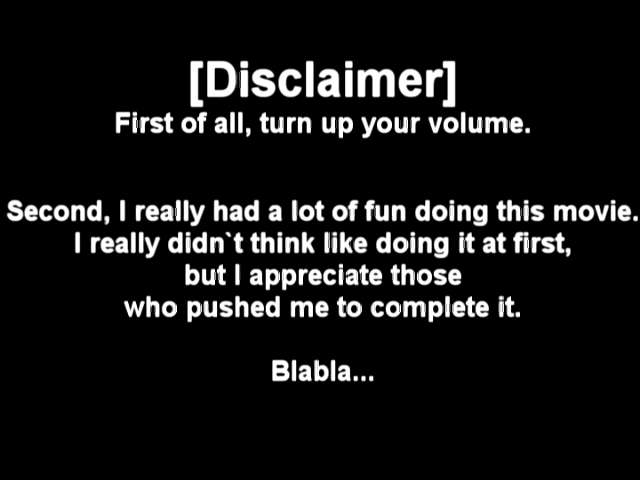 [Disclaimer]
First of all, turn up your volume.
Second, I really had a lot of fun doing this movie.
I really didn`t think like doing it at first,
but I appreciate those
who pushed me to complete it.
Blabla...